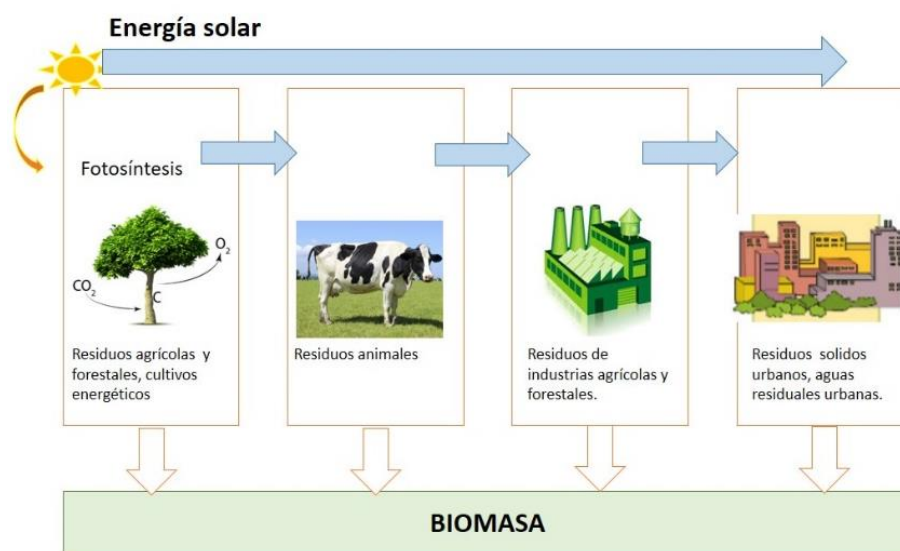 Energía solar
Fotosíntesis
CO2
C
O2
Residuos agrícolas y
forestales, cultivos
energéticos
Residuos animales
Residuos de
industrias agrícolas y
forestales.
Residuos solidos
urbanos, aguas
residuales urbanas.
BIOMASA